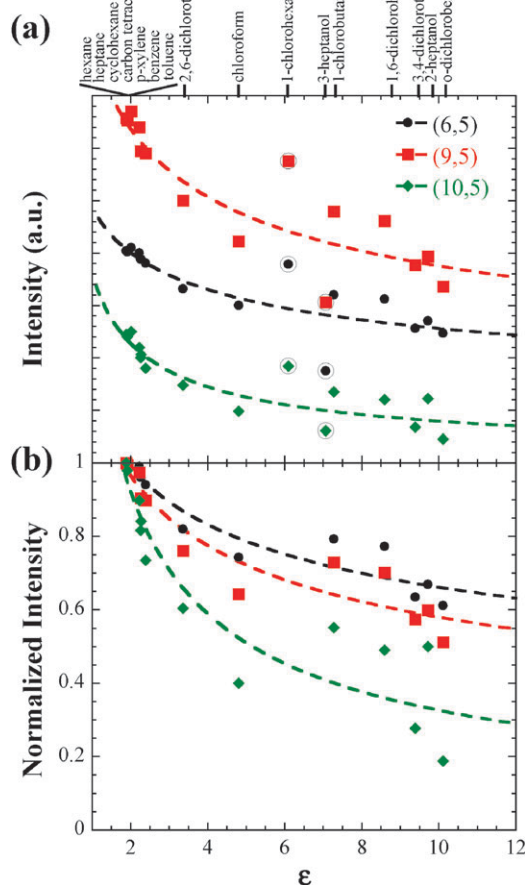 (a)
hexane
heptane
cyclohexane
carbon tetrac
p-xylene
benzene
toluene
2,6-dichlorot
chloroform
1-chlorohexa
3-heptanol
1-chlorobuta
1,6-dichlorol
3,4-dichlorot
2-heptanol
o-dichlorobe
(6,5)
(9,5)
(10,5)
Intensity (a.u.)
(b)
1
0.8
0.6
0.4
0.2
0
Normalized Intensity
2
4
6
8
10
12
ε